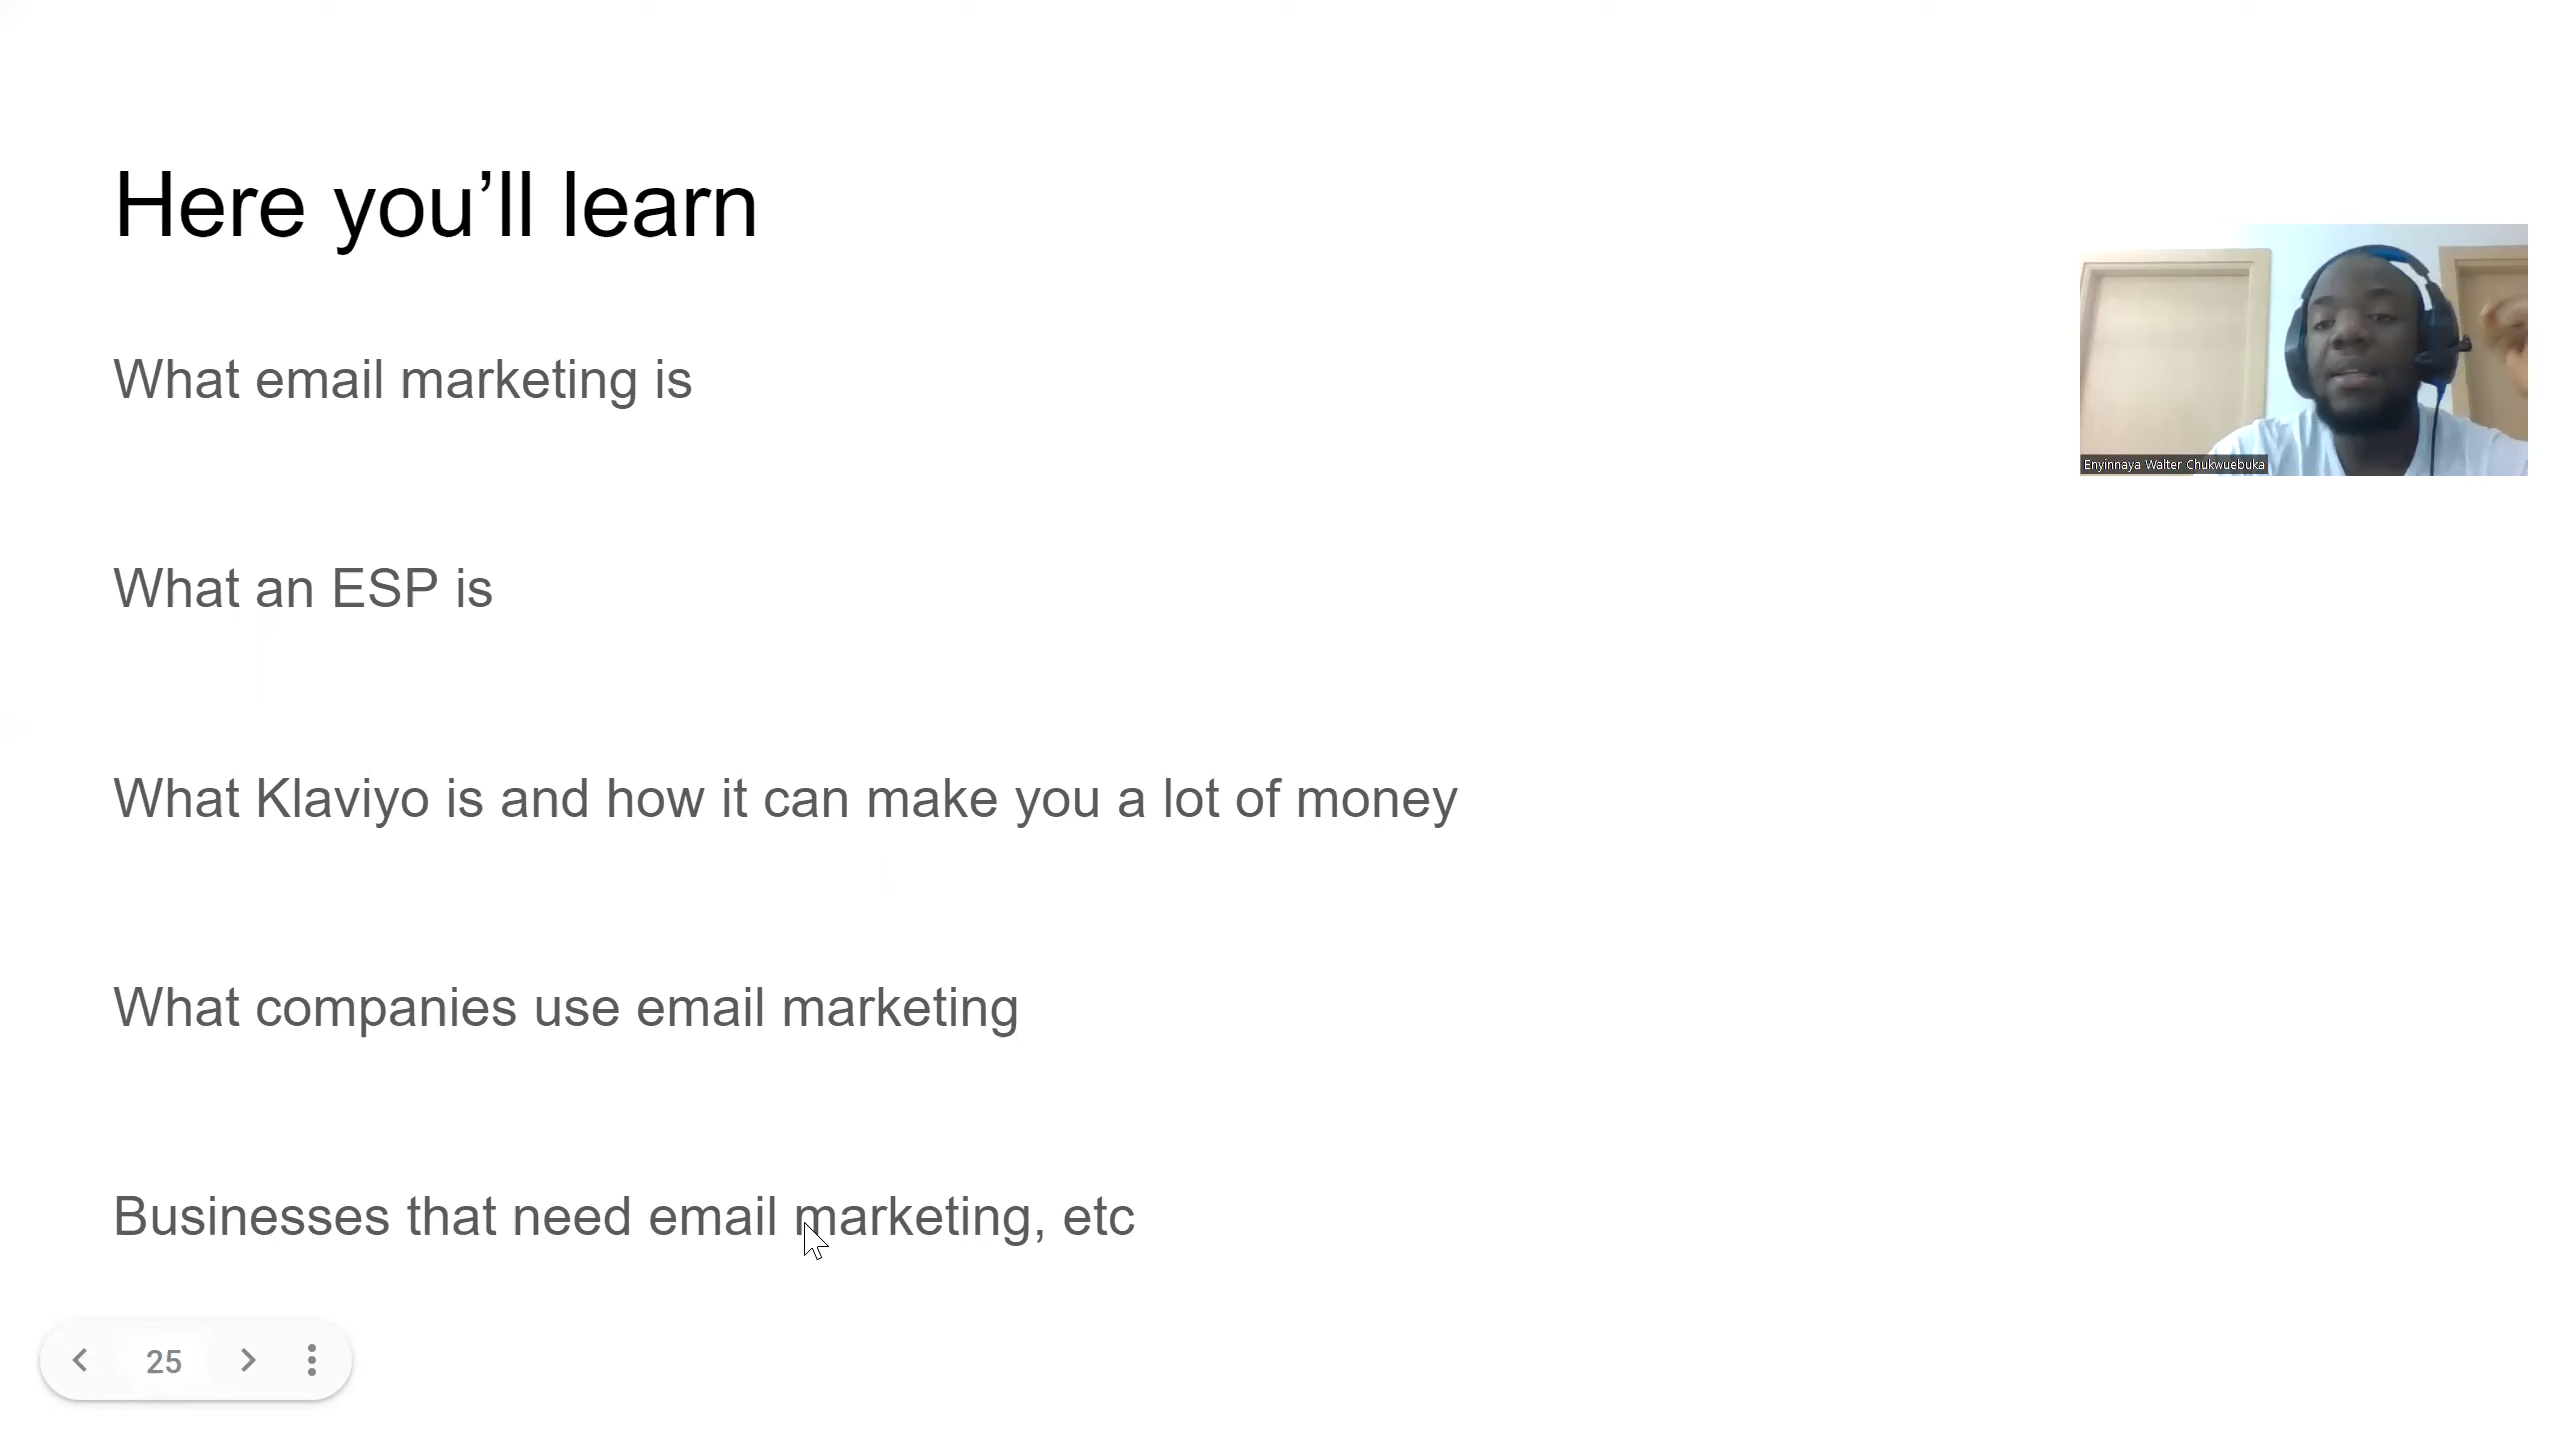 Here you’ll learn
What email marketing is
What an ESP is
What Klaviyo is and how it can make you a lot of money
What companies use email marketing
Businesses that need email marketing, etc
Enyinnaya Walter Chukwuebuka
25